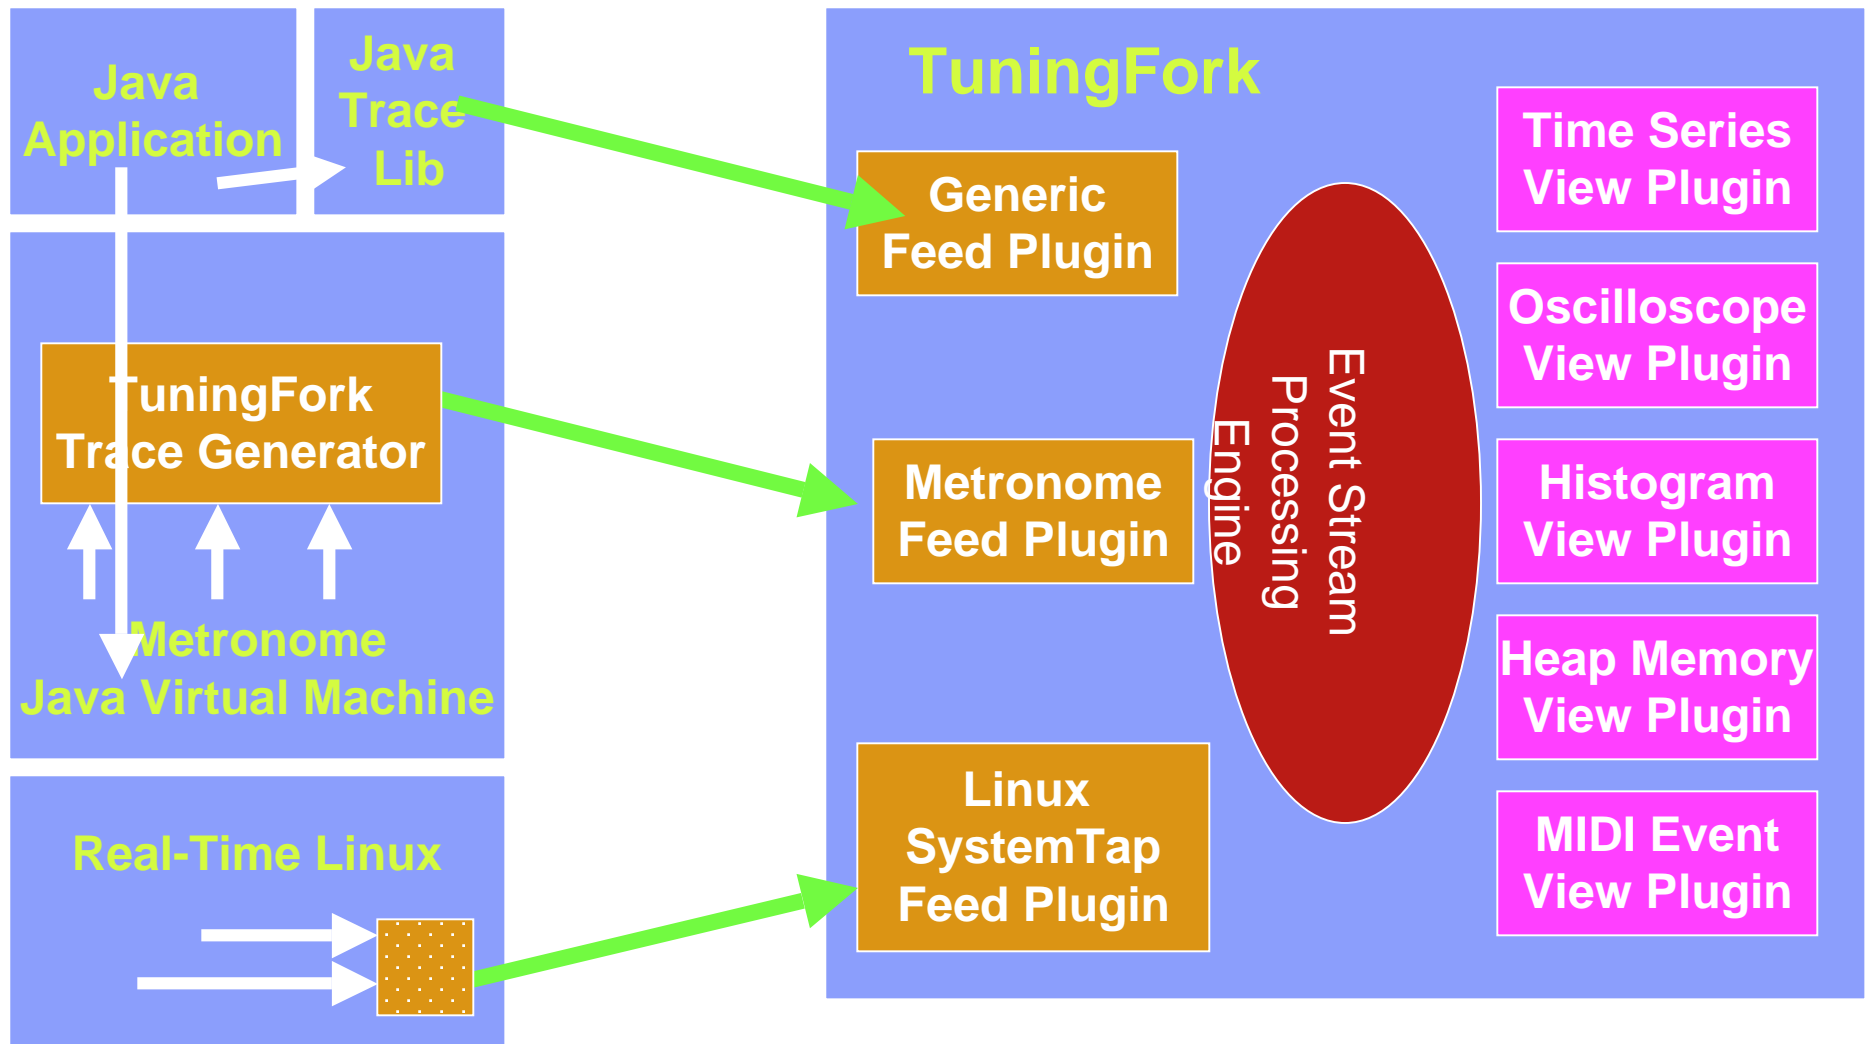 Java
Application
Java
Trace
Lib
TuningFork
Trace Generator
Metronome
Java Virtual Machine
Real-Time Linux
TuningFork
Generic
Feed Plugin
Metronome
Feed Plugin
Linux
SystemTap
Feed Plugin
Event Stream
Processing
Engine
Time Series
View Plugin
Oscilloscope
View Plugin
Histogram
View Plugin
Heap Memory
View Plugin
MIDI Event
View Plugin